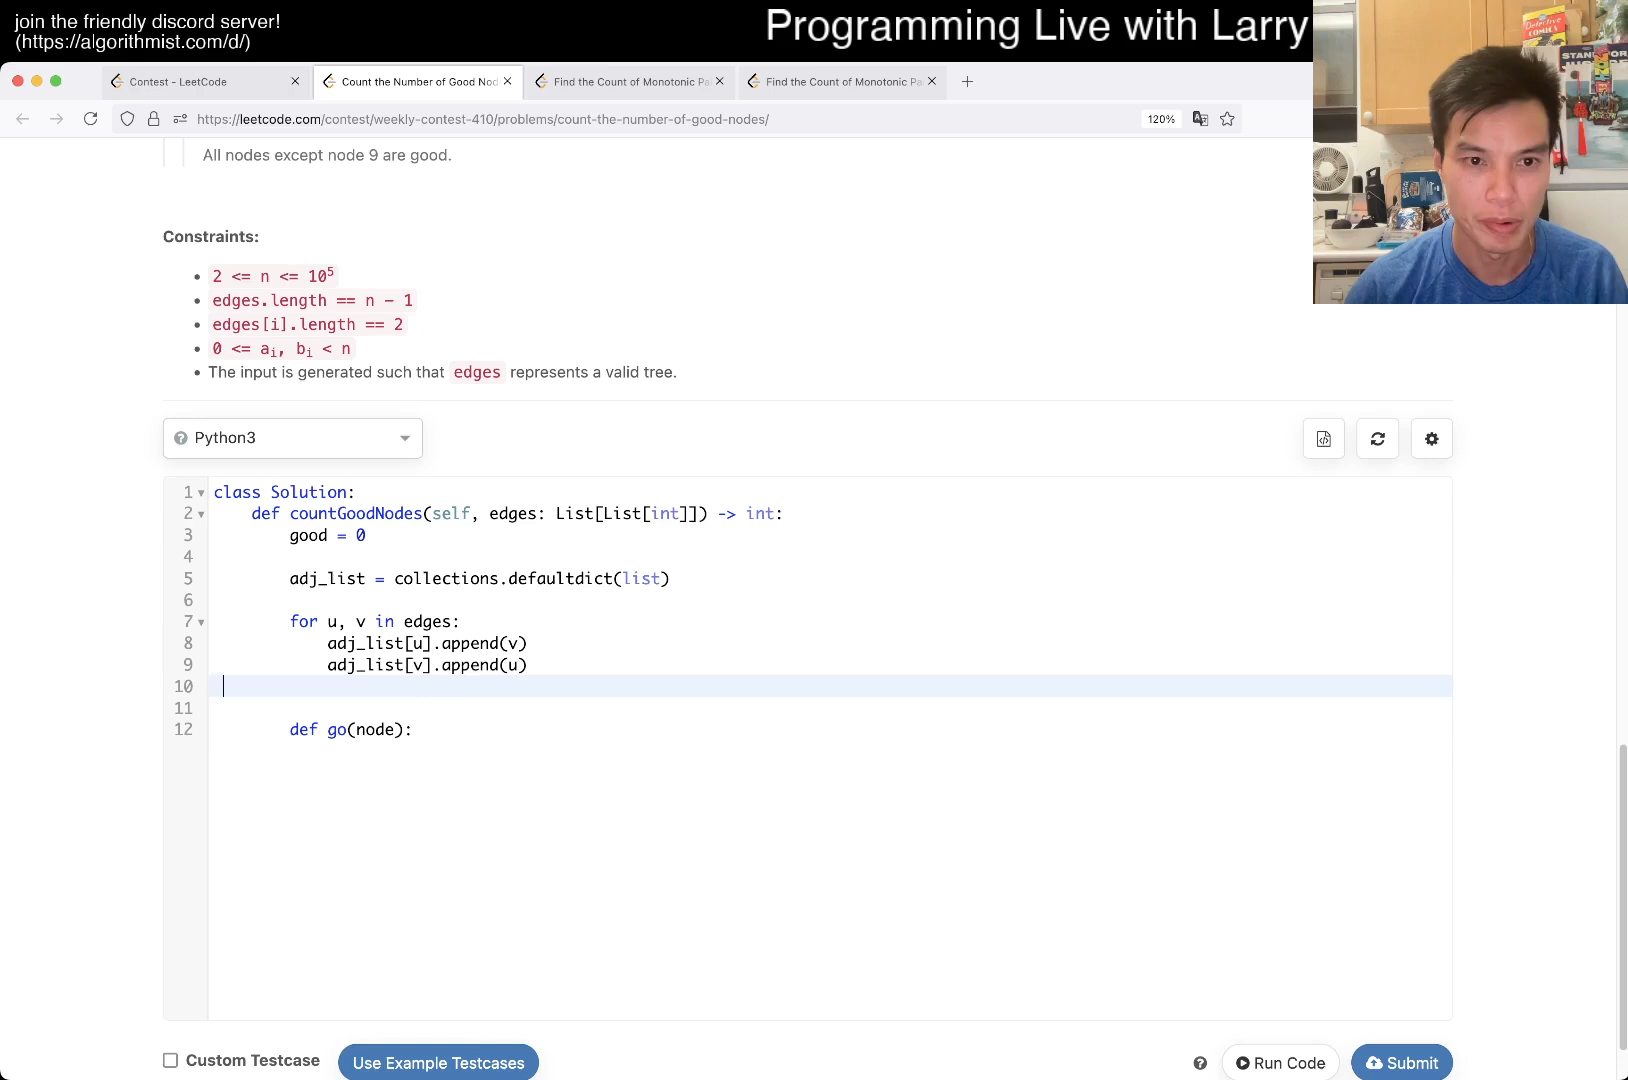 join the friendly discord server!
(https://algorithmist.com/d/)
Programming Live with Larry
Contest - LeetCode
Count the Number of Good Nod
Find the Count of Monotonic Pa
Find the Count of Monotonic Pa
https://leetcode.com/contest/weekly-contest-410/problems/count-the-number-of-good-nodes/
120%
All nodes except node 9 are good.
Constraints:
2 <= n <= 10⁵
edges.length == n - 1
edges[i].length == 2
0 <= aᵢ, bᵢ < n
The input is generated such that edges represents a valid tree.
Python3
1 class Solution:
2 def countGoodNodes(self, edges: List[List[int]]) -> int:
3 good = 0
4
5 adj_list = collections.defaultdict(list)
6
7 for u, v in edges:
8 adj_list[u].append(v)
9 adj_list[v].append(u)
10
11
12 def go(node):
Custom Testcase
Use Example Testcases
Run Code
Submit